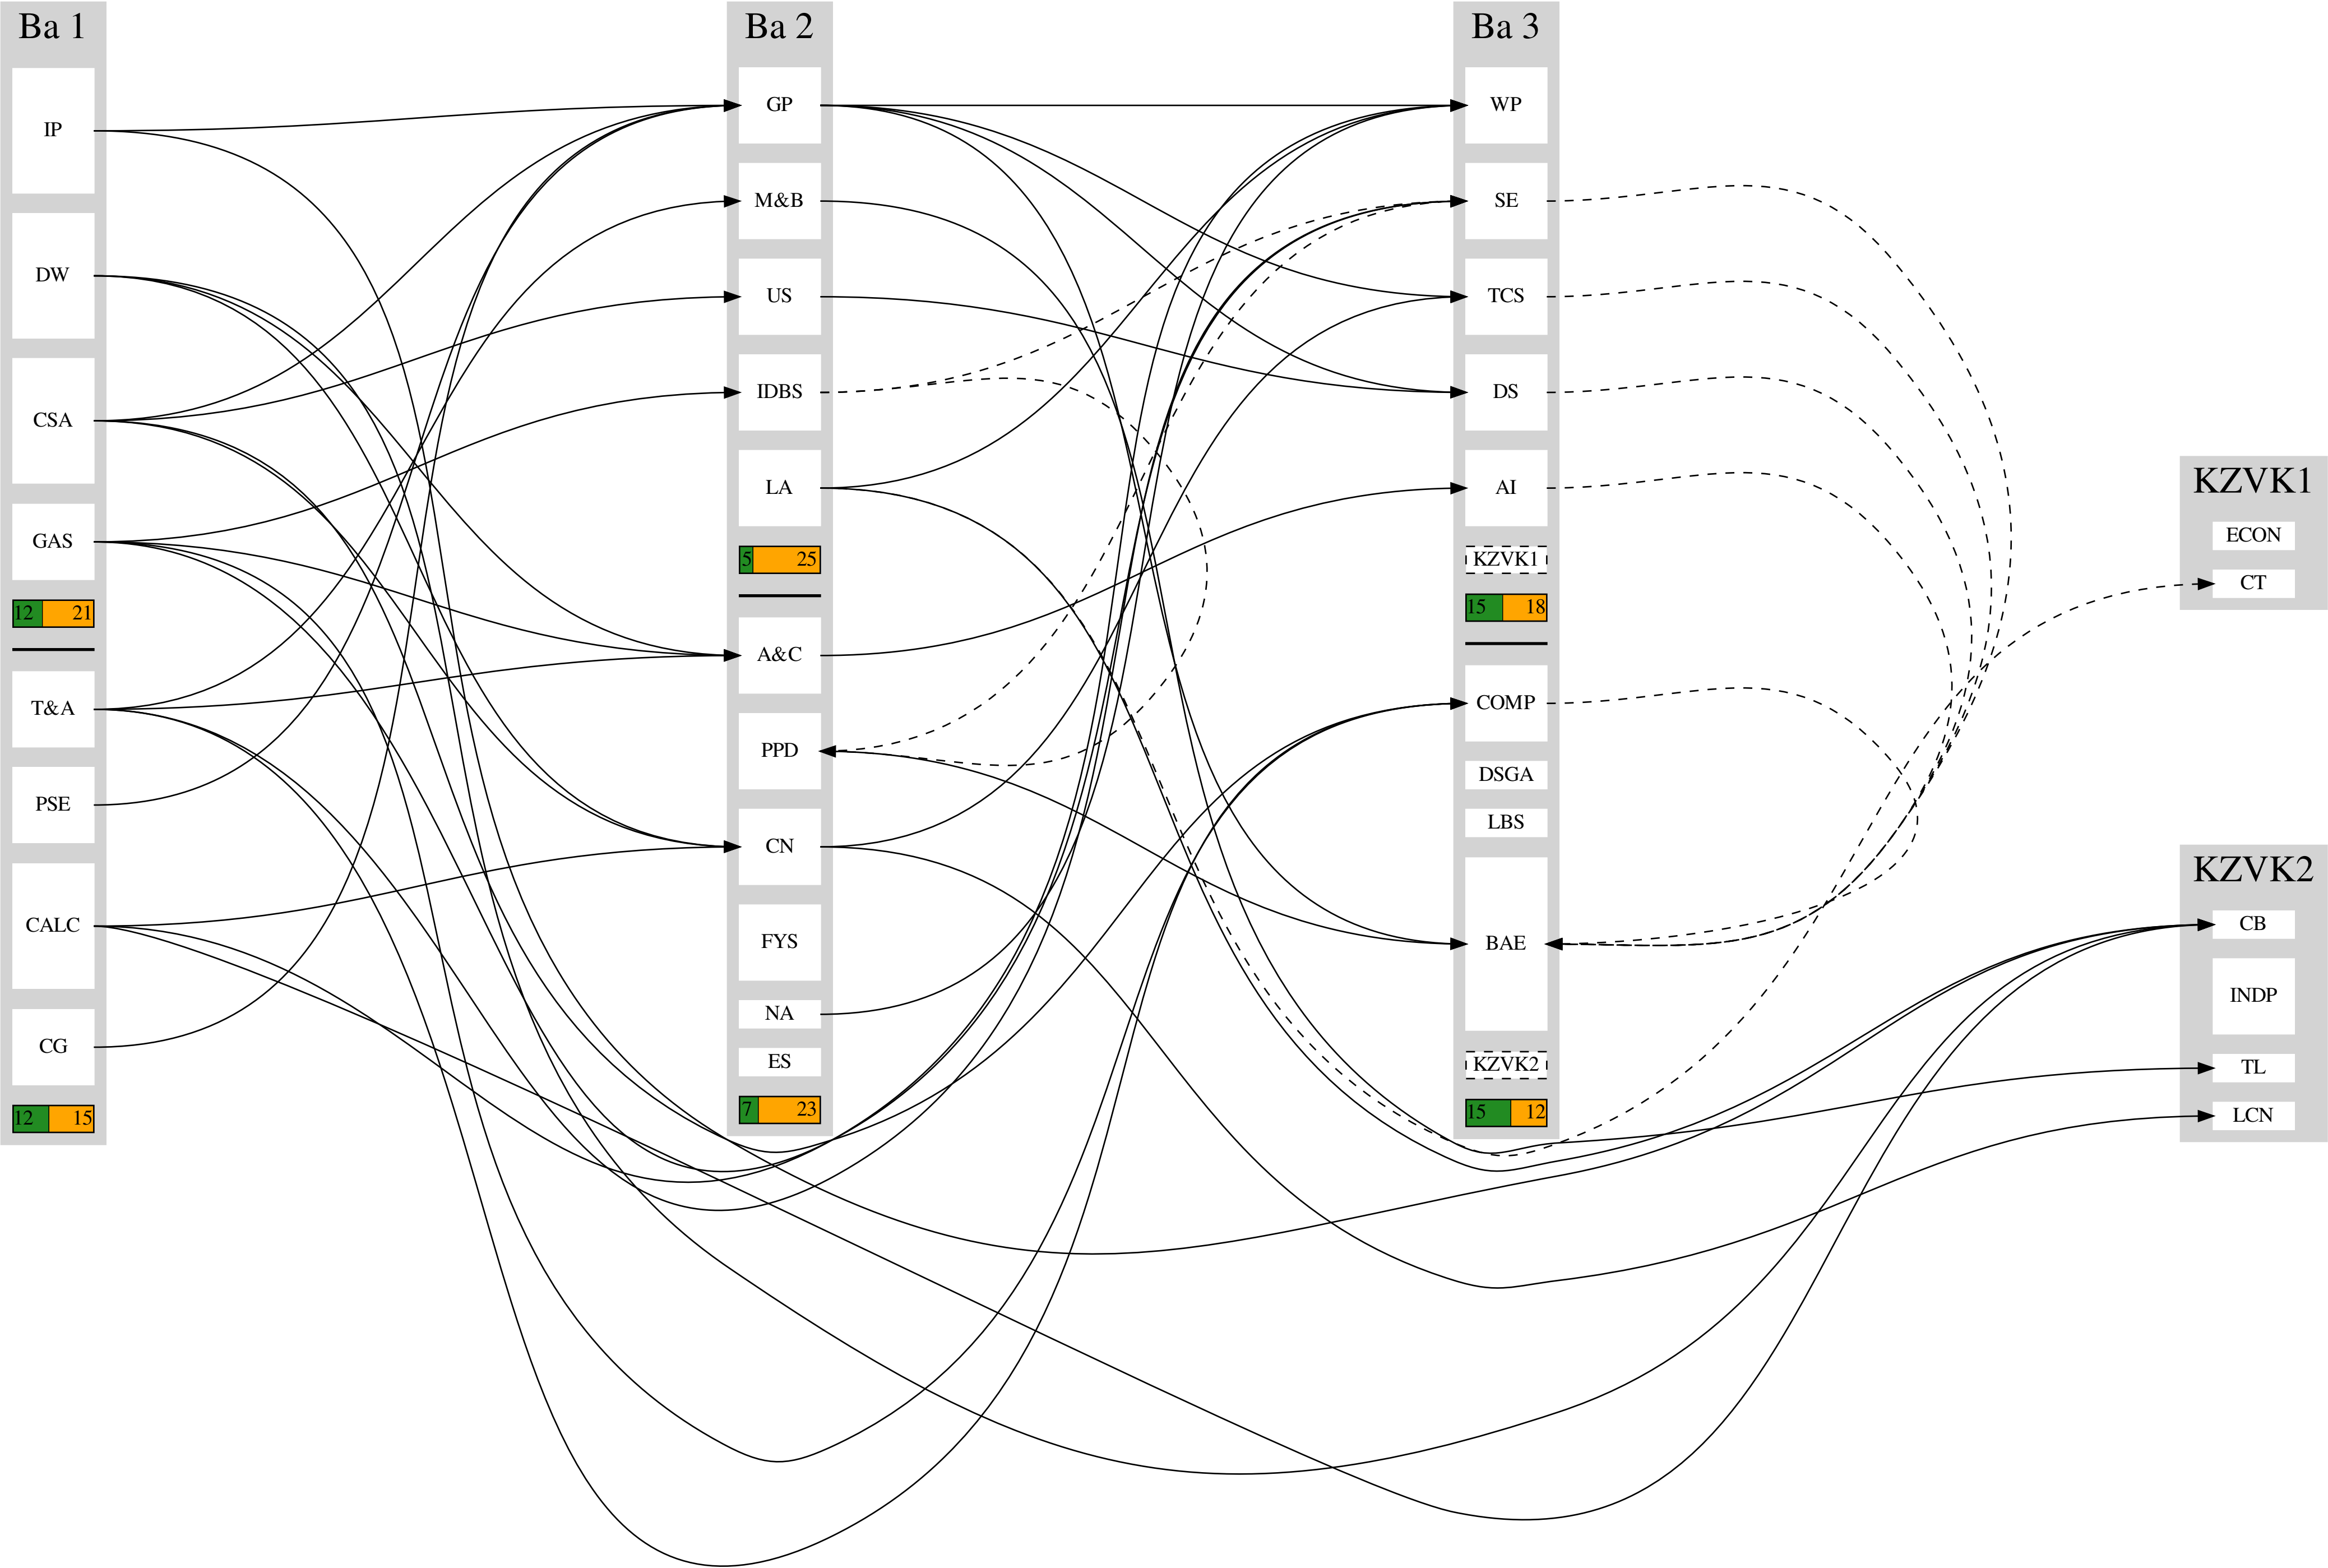 Ba 1
IP
DW
CSA
GAS
12 21
T&A
PSE
CALC
CG
12 15
Ba 2
GP
M&B
US
IDBS
LA
5 25
A&C
PPD
CN
FYS
NA
ES
7 23
Ba 3
WP
SE
TCS
DS
AI
KZVK1
15 18
COMP
DSGA
LBS
BAE
KZVK2
15 12
KZVK1
ECON
CT
KZVK2
CB
INDP
TL
LCN